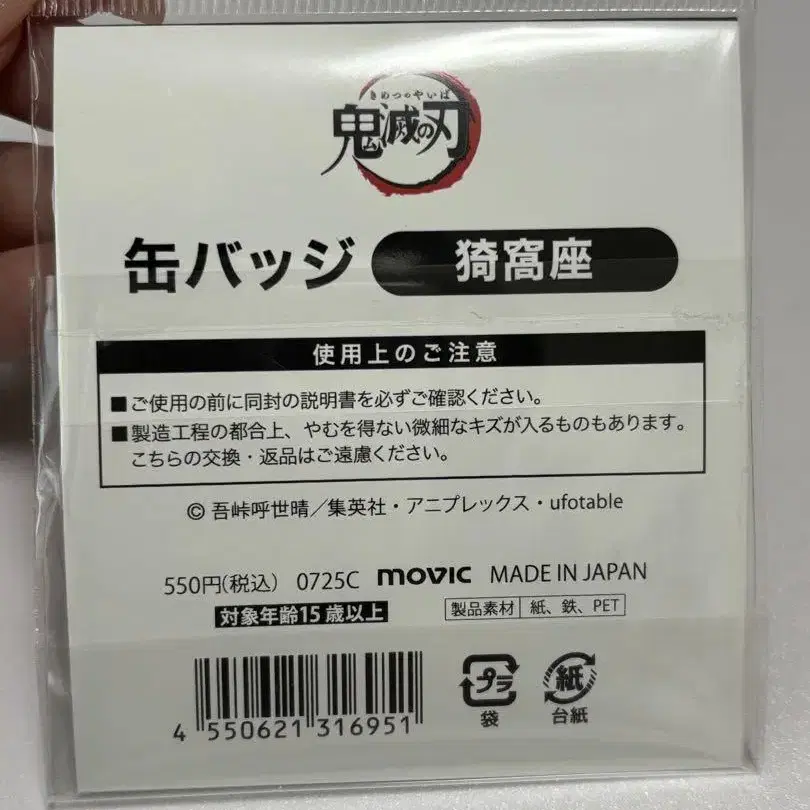 きめつのやいば
鬼滅の刃
缶バッジ 猗窩座
使用上のご注意
■ご使用の前に同封の説明書を必ずご確認ください。
■製造工程の都合上、やむを得ない微細なキズが入るものもあります。
こちらの交換・返品はご遠慮ください。
© 吾峠呼世晴／集英社・アニプレックス・ufotable
550円(税込) 0725C movic MADE IN JAPAN
対象年齢15歳以上 製品素材 紙、鉄、PET
プラ 紙
袋 台紙
4 550621 316951